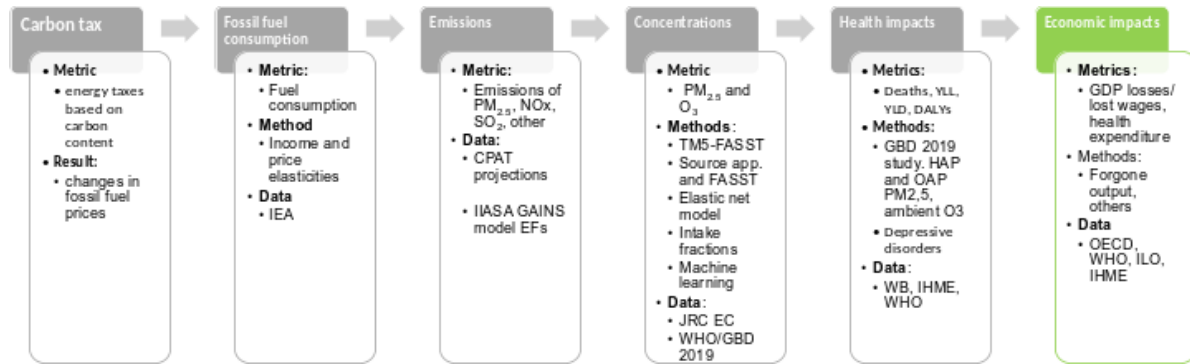 Carbon tax
• Metric
• energy taxes
based on
carbon
content
• Result:
• changes in
fossil fuel
prices
Fossil fuel
consumption
• Metric:
• Fuel
consumption
• Method
• Income and
price
elasticities
• Data
• IEA
Emissions
• Metric:
• Emissions of
PM2.5, NOx,
SO2, other
• Data:
• CPAT
projections
• IIASA GAINS
model EFs
Concentrations
• Metric
• PM2.5 and
O3
• Methods:
• TM5-FASST
• Source app.
and FASST
• Elastic net
model
• Intake
fractions
• Machine
learning
• Data:
• JRC EC
• WHO/GBD
2019
Health impacts
• Metrics:
• Deaths, YLL,
YLD, DALYs
• Methods:
• GBD 2019
study. HAP
and OAP
PM2,5,
ambient O3
• Depressive
disorders
• Data:
• WB, IHME,
WHO
Economic impacts
• Metrics:
• GDP losses/
lost wages,
health
expenditure
• Methods:
• Forgone
output,
others
• Data
• OECD,
WHO, ILO,
IHME